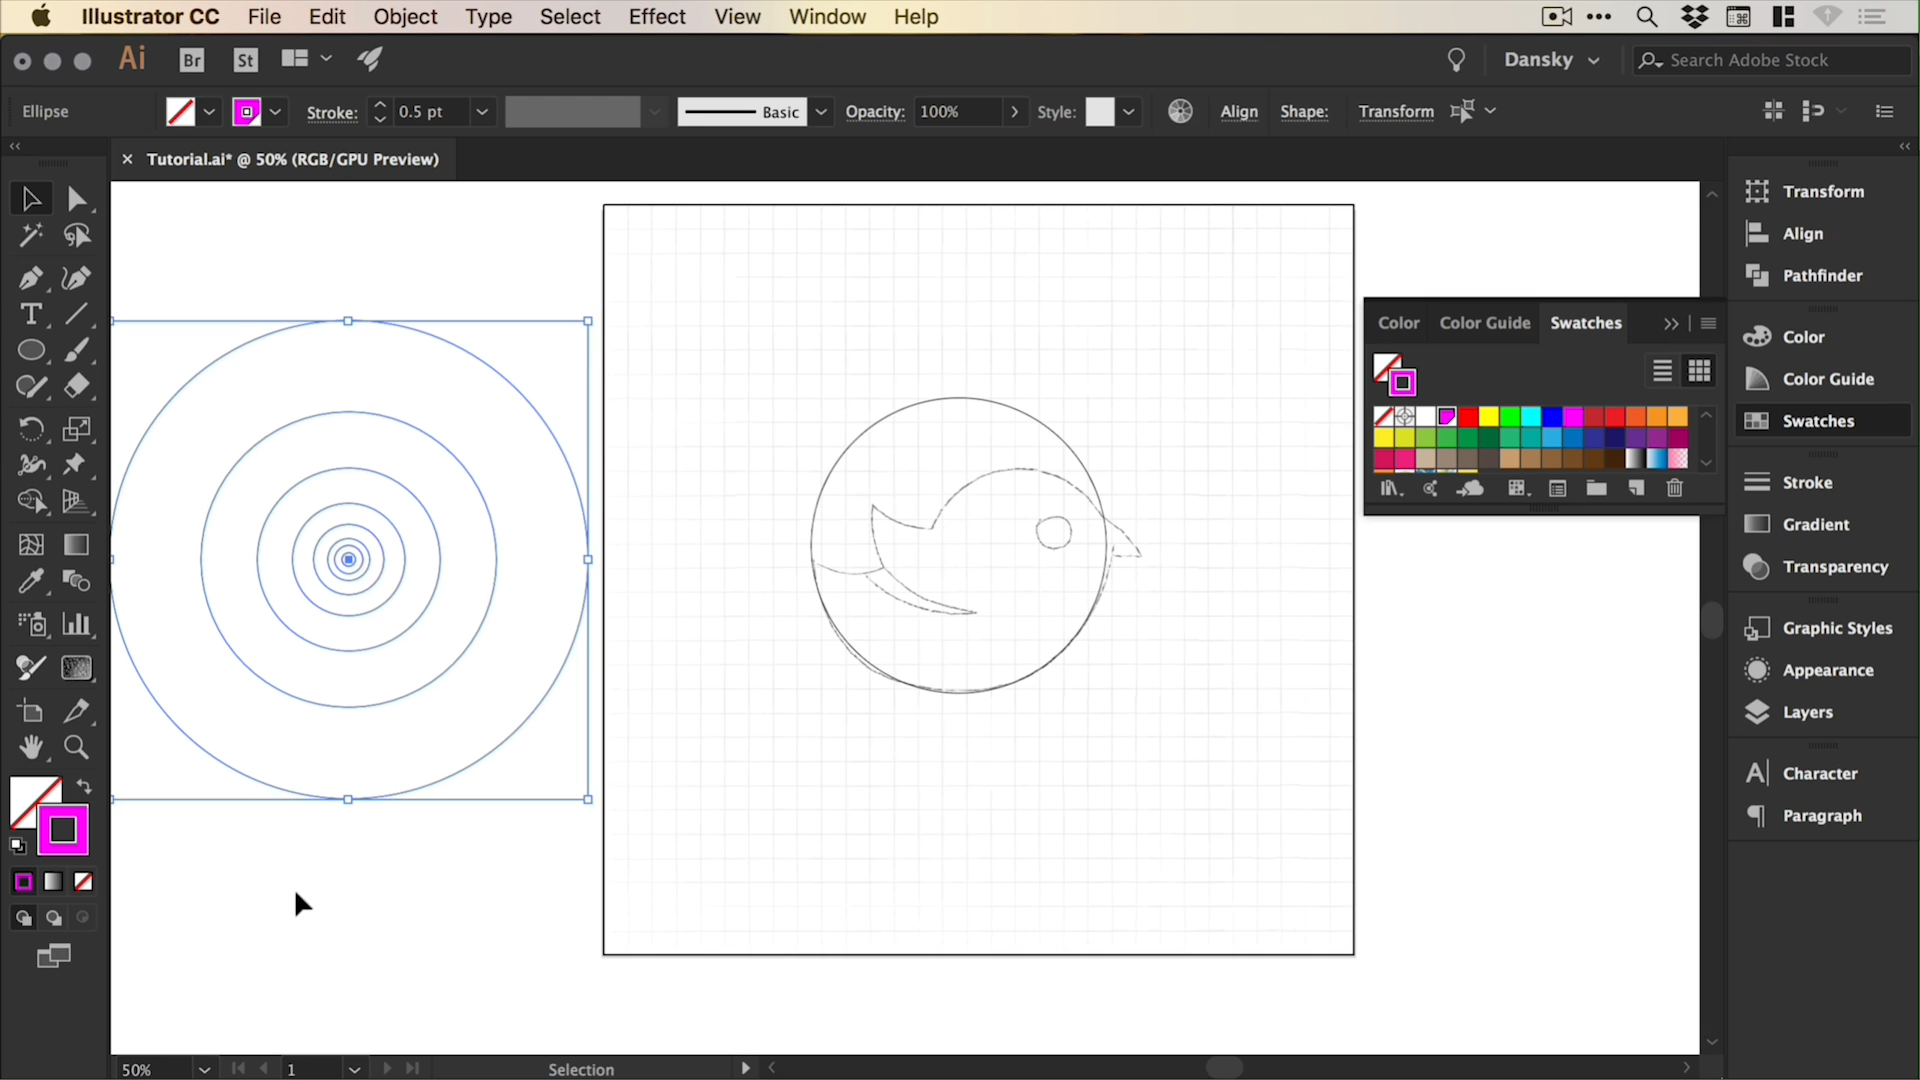 Illustrator CC File Edit Object Type Select Effect View Window Help
Ai Br St Dansky Search Adobe Stock
Ellipse Stroke: 0.5 pt Basic Opacity: 100% Style: Align Shape: Transform
× Tutorial.ai* @ 50% (RGB/GPU Preview)
Color Color Guide Swatches
Transform
Align
Pathfinder
Color
Color Guide
Swatches
Stroke
Gradient
Transparency
Graphic Styles
Appearance
Layers
Character
Paragraph
50% 1 Selection